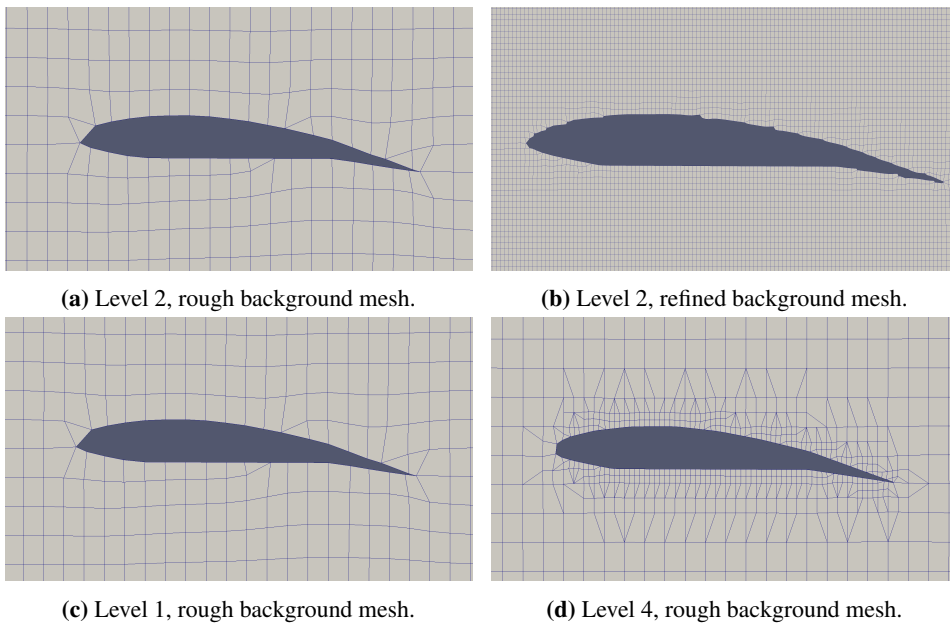 (a) Level 2, rough background mesh.
(b) Level 2, refined background mesh.
(c) Level 1, rough background mesh.
(d) Level 4, rough background mesh.